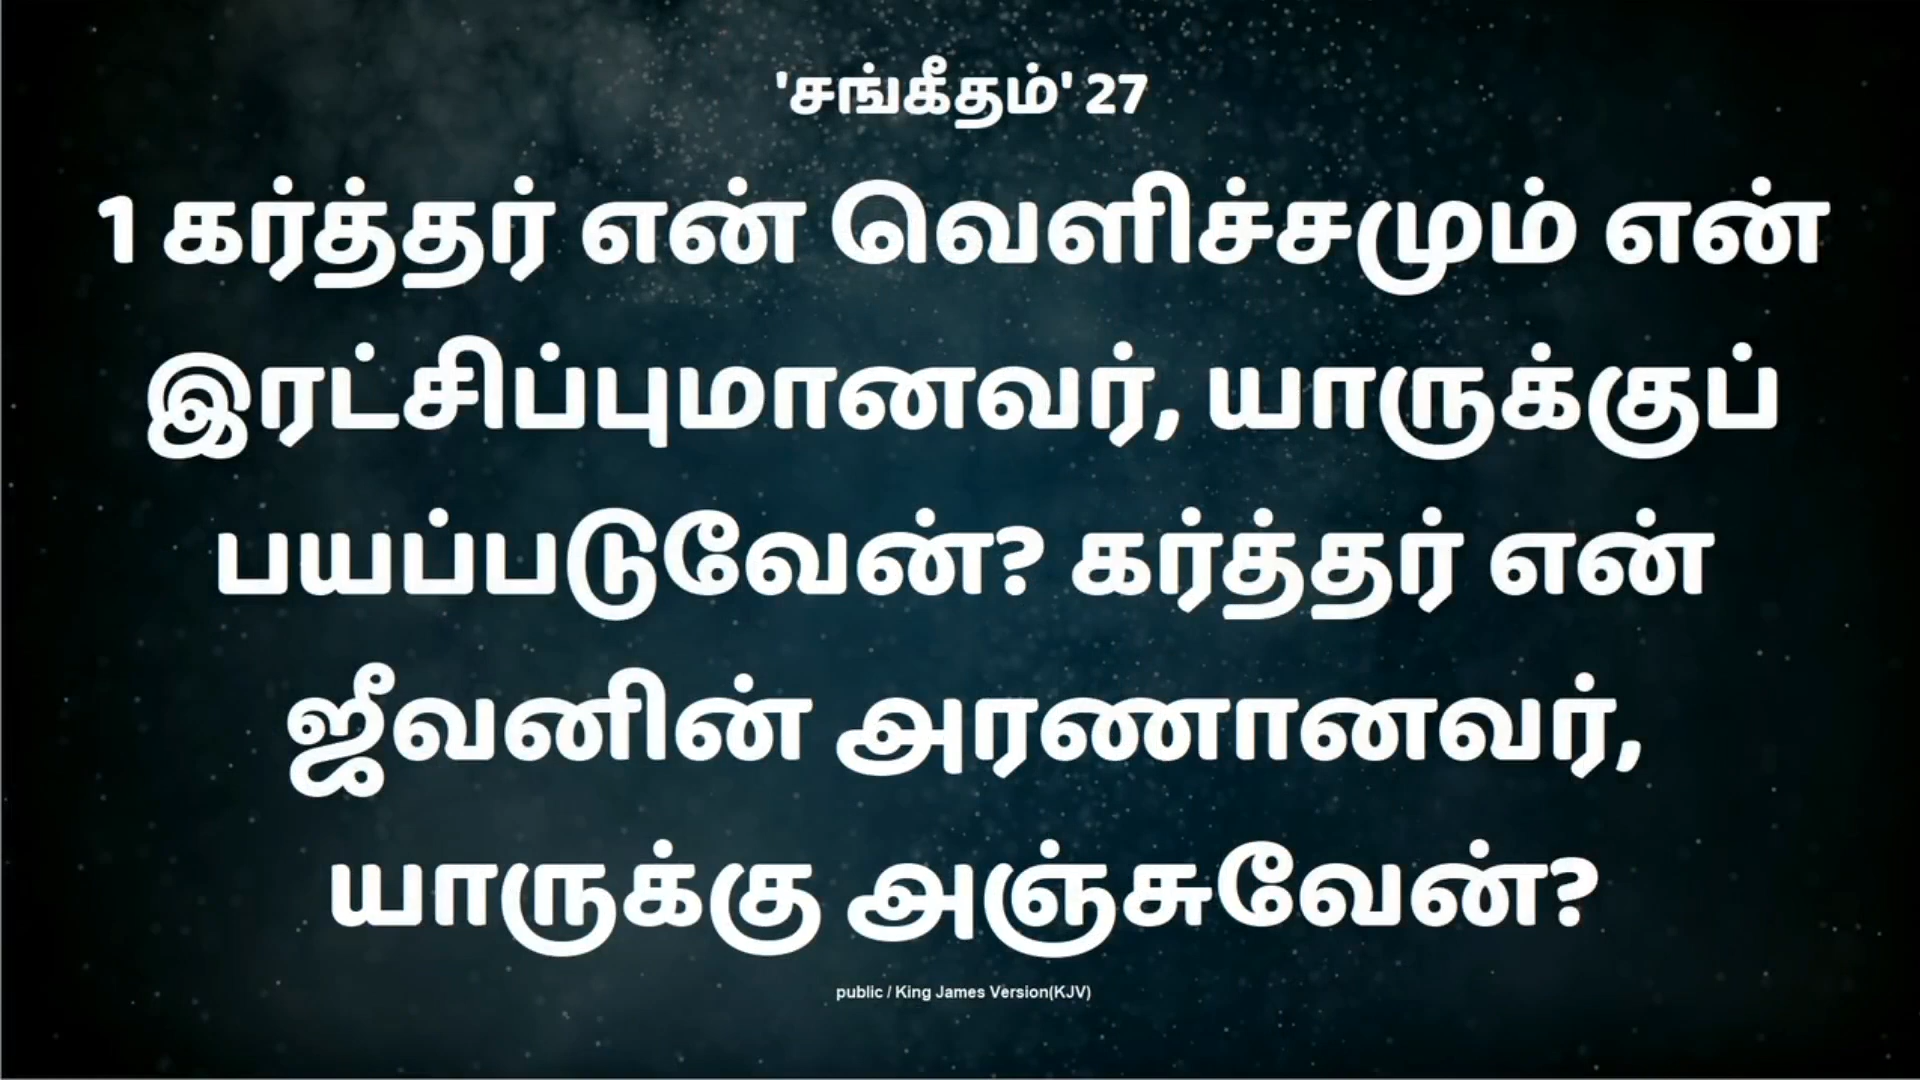 'சங்கீதம்' 27
1 கர்த்தர் என் வெளிச்சமும் என்
இரட்சிப்புமானவர், யாருக்குப்
பயப்படுவேன்? கர்த்தர் என்
ஜீவனின் அரணானவர்,
யாருக்கு அஞ்சுவேன்?
public / King James Version(KJV)